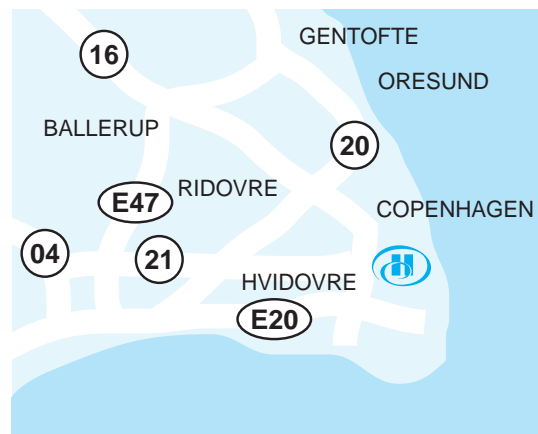 GENTOFTE
16
ORESUND
BALLERUP
20
E47
RIDOVRE
COPENHAGEN
04
21
HVIDOVRE
H
E20